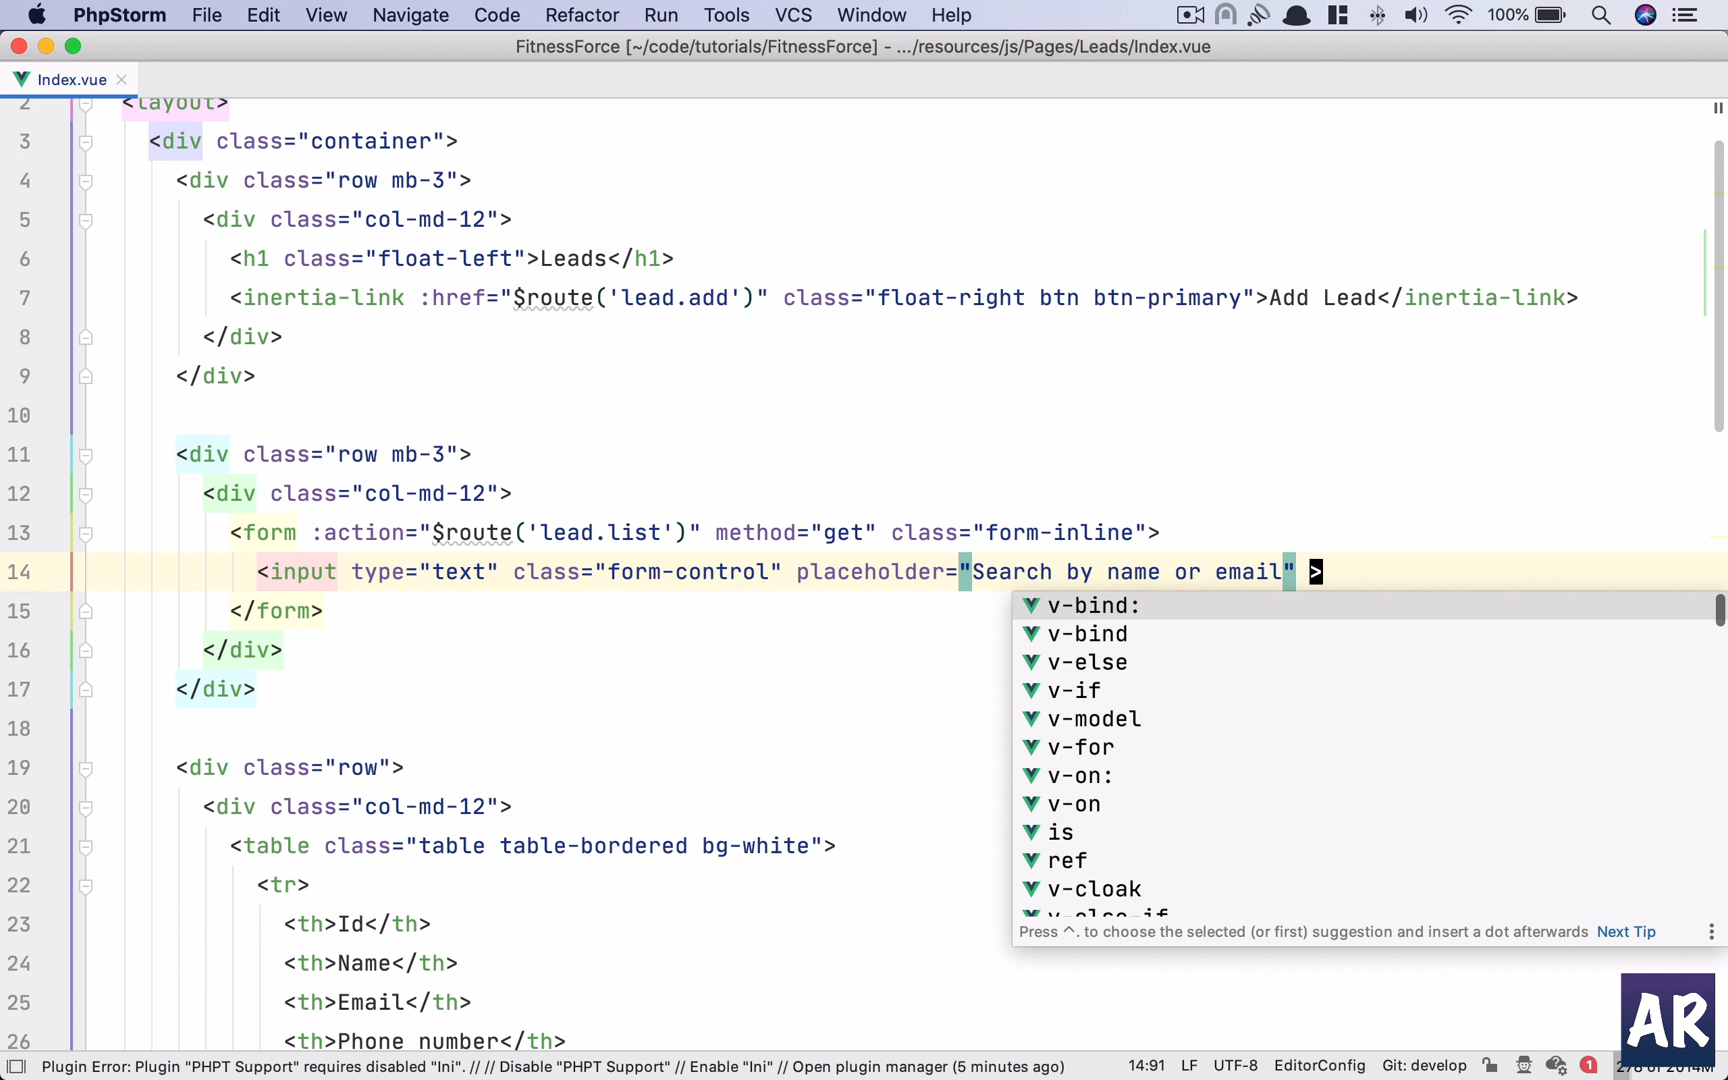 PhpStorm File Edit View Navigate Code Refactor Run Tools VCS Window Help 100%
FitnessForce [~/code/tutorials/FitnessForce] - .../resources/js/Pages/Leads/Index.vue
Index.vue
2 <layout>
3 <div class="container">
4 <div class="row mb-3">
5 <div class="col-md-12">
6 <h1 class="float-left">Leads</h1>
7 <inertia-link :href="$route('lead.add')" class="float-right btn btn-primary">Add Lead</inertia-link>
8 </div>
9 </div>
10
11 <div class="row mb-3">
12 <div class="col-md-12">
13 <form :action="$route('lead.list')" method="get" class="form-inline">
14 <input type="text" class="form-control" placeholder="Search by name or email" >
15 </form>
16 </div>
17 </div>
18
19 <div class="row">
20 <div class="col-md-12">
21 <table class="table table-bordered bg-white">
22 <tr>
23 <th>Id</th>
24 <th>Name</th>
25 <th>Email</th>
26 <th>Phone number</th>
v-bind:
v-bind
v-else
v-if
v-model
v-for
v-on:
v-on
is
ref
v-cloak
v-else-if
Press ^. to choose the selected (or first) suggestion and insert a dot afterwards Next Tip
AR
Plugin Error: Plugin "PHPT Support" requires disabled "Ini". // // Disable "PHPT Support" // Enable "Ini" // Open plugin manager (5 minutes ago) 14:91 LF UTF-8 EditorConfig Git: develop 1 278 of 2014M